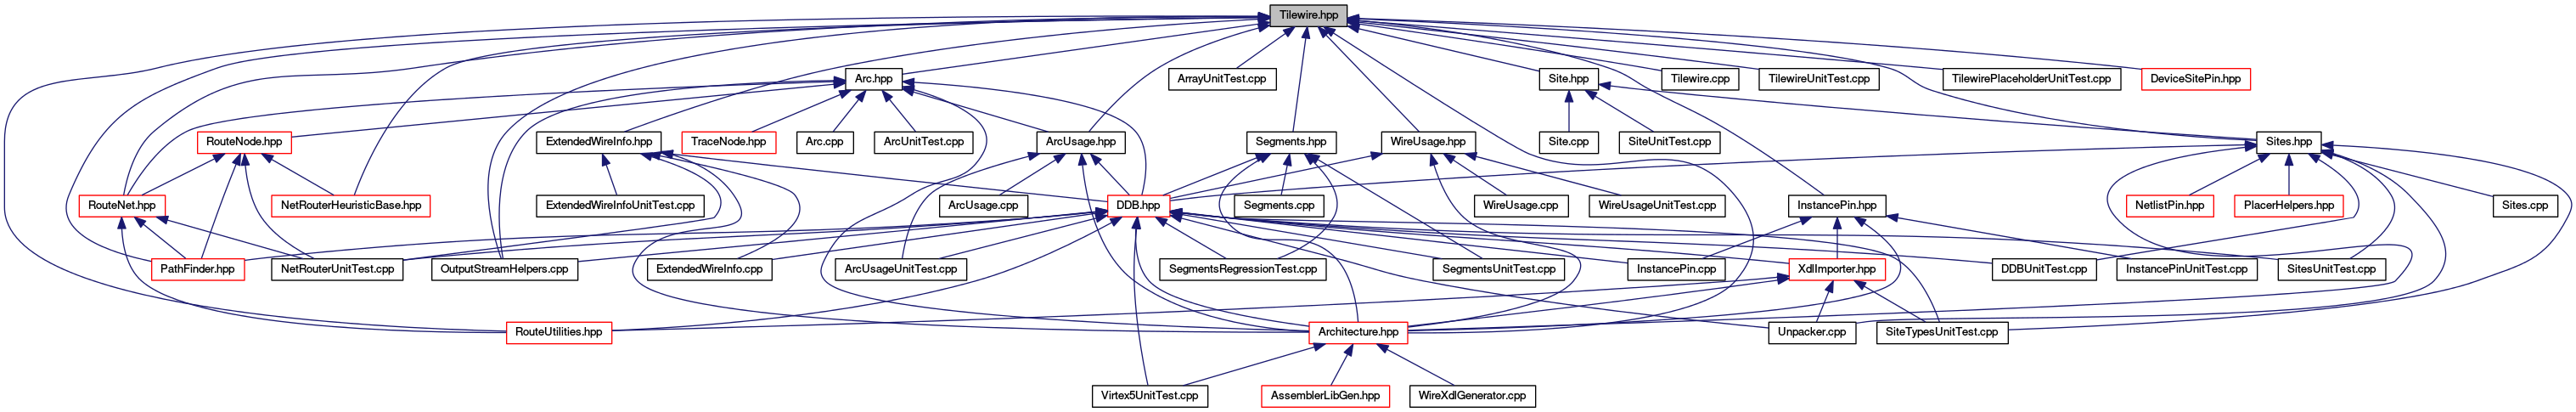 Tilewire.hpp
Arc.hpp
ArrayUnitTest.cpp
Site.hpp
Tilewire.cpp
TilewireUnitTest.cpp
TilewirePlaceholderUnitTest.cpp
DeviceSitePin.hpp
RouteNode.hpp
ExtendedWireInfo.hpp
TraceNode.hpp
Arc.cpp
ArcUnitTest.cpp
ArcUsage.hpp
Segments.hpp
WireUsage.hpp
Site.cpp
SiteUnitTest.cpp
Sites.hpp
RouteNet.hpp
NetRouterHeuristicBase.hpp
ExtendedWireInfoUnitTest.cpp
ArcUsage.cpp
DDB.hpp
Segments.cpp
WireUsage.cpp
WireUsageUnitTest.cpp
InstancePin.hpp
NetlistPin.hpp
PlacerHelpers.hpp
Sites.cpp
PathFinder.hpp
NetRouterUnitTest.cpp
OutputStreamHelpers.cpp
ExtendedWireInfo.cpp
ArcUsageUnitTest.cpp
SegmentsRegressionTest.cpp
SegmentsUnitTest.cpp
InstancePin.cpp
XdlImporter.hpp
DDBUnitTest.cpp
InstancePinUnitTest.cpp
SitesUnitTest.cpp
RouteUtilities.hpp
Architecture.hpp
Unpacker.cpp
SiteTypesUnitTest.cpp
Virtex5UnitTest.cpp
AssemblerLibGen.hpp
WireXdlGenerator.cpp